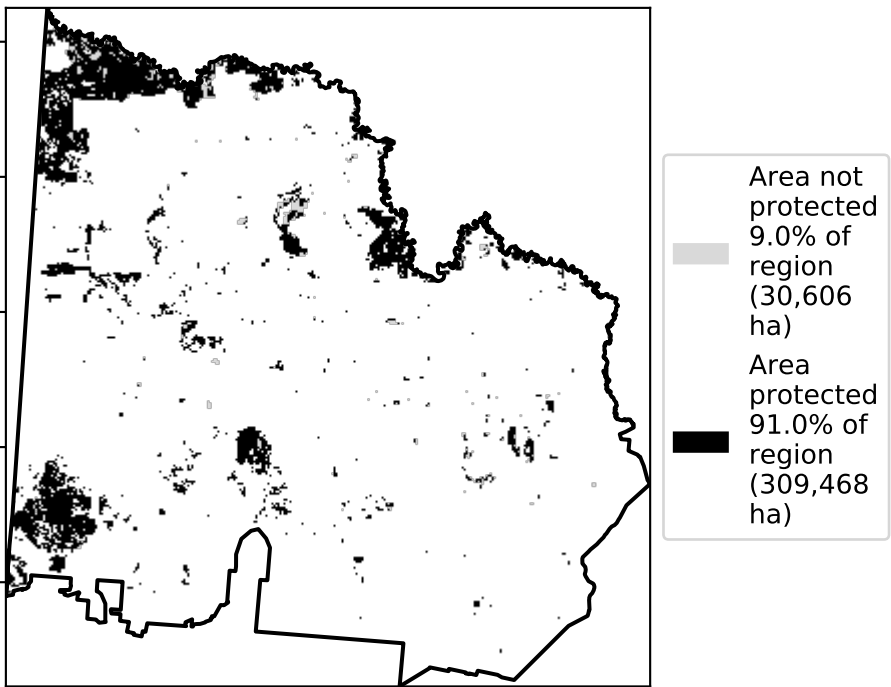 Area not
protected
9.0% of
region
(30,606
ha)
Area
protected
91.0% of
region
(309,468
ha)